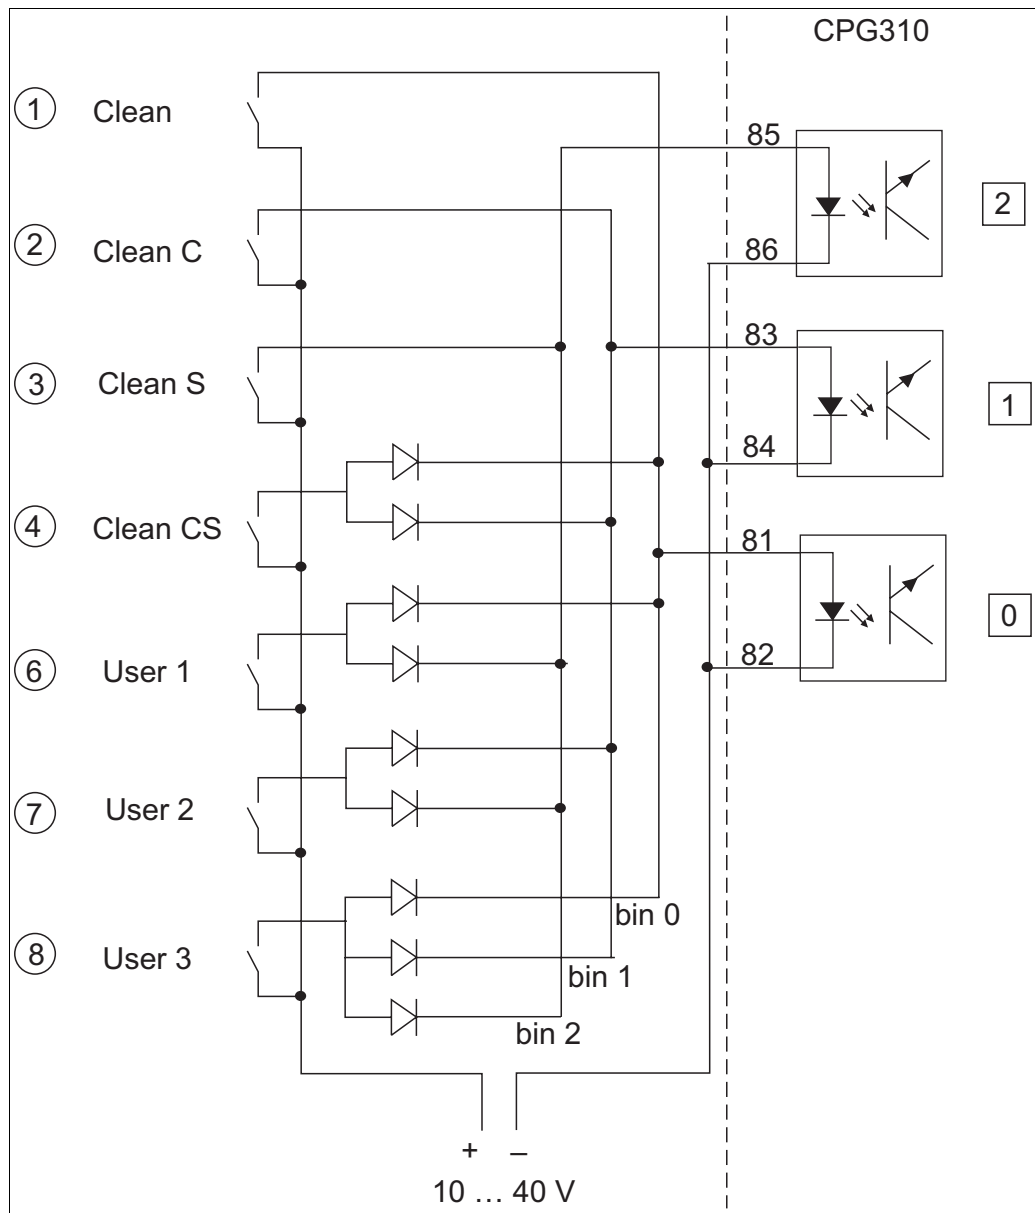 CPG310
1 Clean
85
2
86
2 Clean C
83
1
84
3 Clean S
4 Clean CS
81
0
82
6 User 1
7 User 2
8 User 3
bin 0
bin 1
bin 2
+ –
10 … 40 V